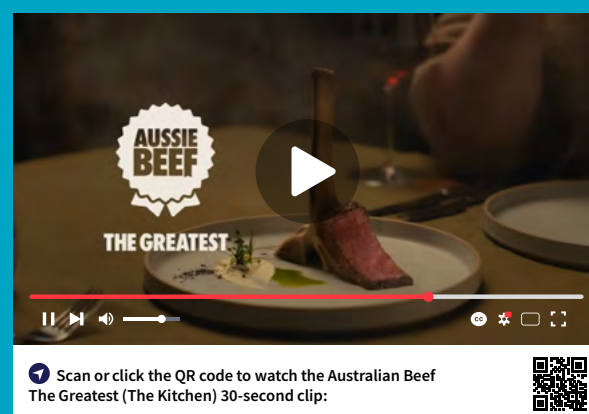 AUSSIE
BEEF
THE GREATEST
CC
Scan or click the QR code to watch the Australian Beef
The Greatest (The Kitchen) 30-second clip: